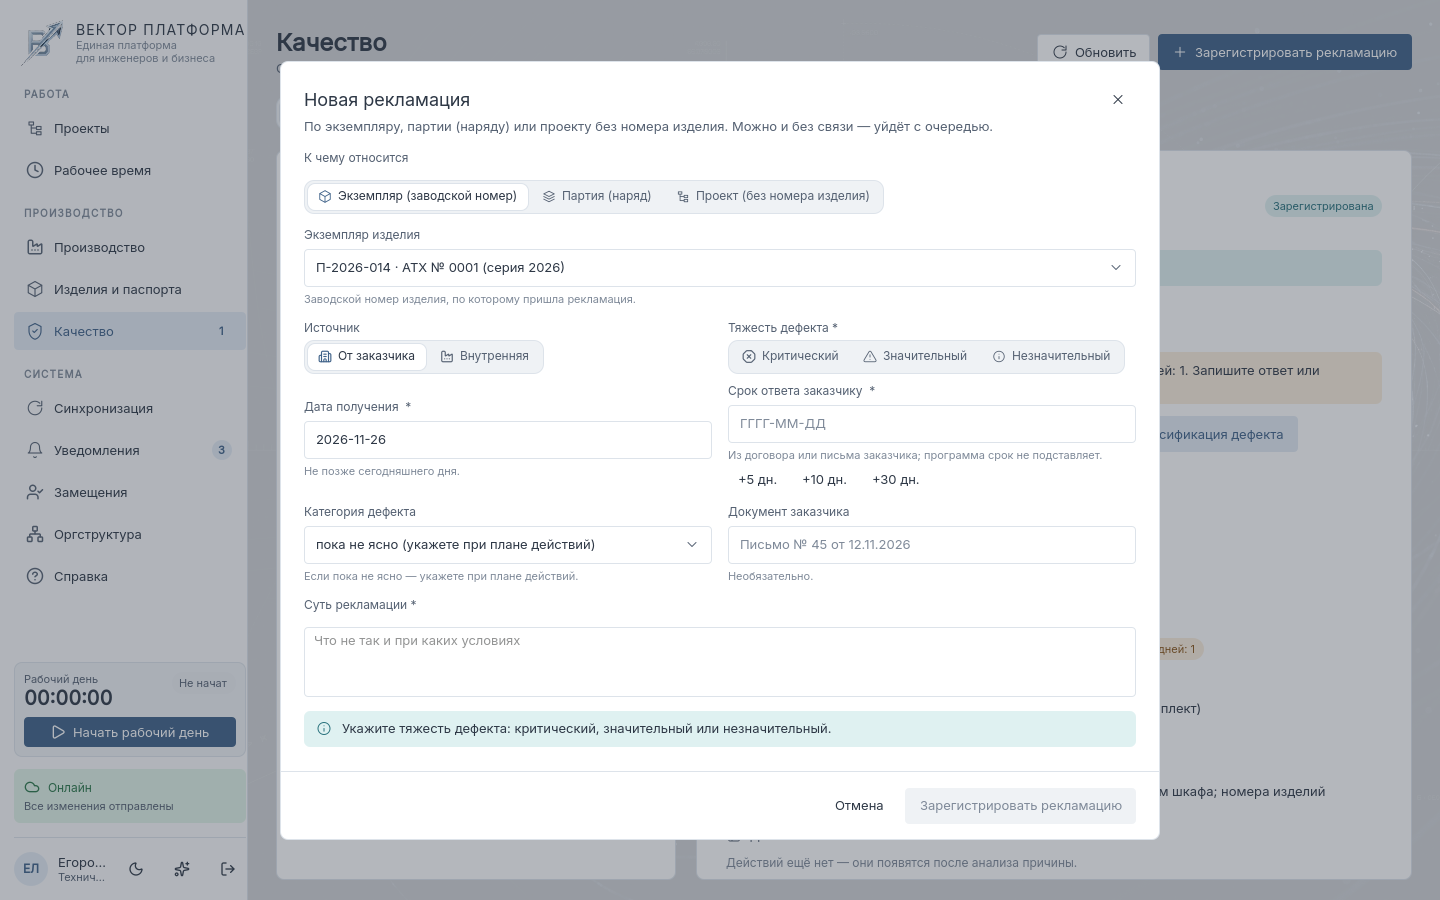 ВЕКТОР ПЛАТФОРМА
Единая платформа
для инженеров и бизнеса
РАБОТА
Проекты
Рабочее время
ПРОИЗВОДСТВО
Производство
Изделия и паспорта
Качество 1
СИСТЕМА
Синхронизация
Уведомления 3
Замещения
Оргструктура
Справка
Рабочий день
Не начат
00:00:00
Начать рабочий день
Онлайн
Все изменения отправлены
ЕЛ
Егоро...
Технич...
Качество
Обновить
Зарегистрировать рекламацию
Новая рекламация
По экземпляру, партии (наряду) или проекту без номера изделия. Можно и без связи — уйдёт с очередью.
К чему относится
Экземпляр (заводской номер)
Партия (наряд)
Проект (без номера изделия)
Экземпляр изделия
П-2026-014 · АТХ № 0001 (серия 2026)
Заводской номер изделия, по которому пришла рекламация.
Источник
От заказчика
Внутренняя
Тяжесть дефекта *
Критический
Значительный
Незначительный
Дата получения *
2026-11-26
Не позже сегодняшнего дня.
Срок ответа заказчику *
ГГГГ-ММ-ДД
Из договора или письма заказчика; программа срок не подставляет.
+5 дн.
+10 дн.
+30 дн.
Категория дефекта
пока не ясно (укажете при плане действий)
Если пока не ясно — укажете при плане действий.
Документ заказчика
Письмо № 45 от 12.11.2026
Необязательно.
Суть рекламации *
Что не так и при каких условиях
Укажите тяжесть дефекта: критический, значительный или незначительный.
Отмена
Зарегистрировать рекламацию
Зарегистрирована
ей: 1. Запишите ответ или
сификация дефекта
дней: 1
плект)
м шкафа; номера изделий
Действий ещё нет — они появятся после анализа причины.